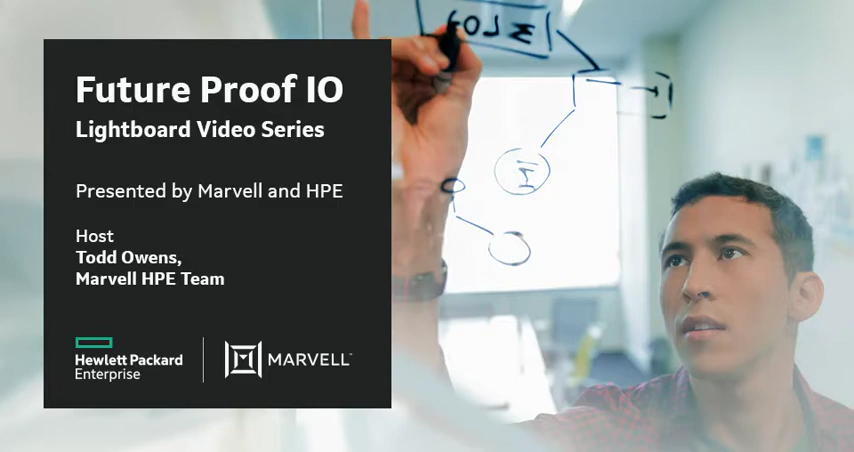 Future Proof IO
Lightboard Video Series
Presented by Marvell and HPE
Host
Todd Owens,
Marvell HPE Team
Hewlett Packard
Enterprise
MARVELL™